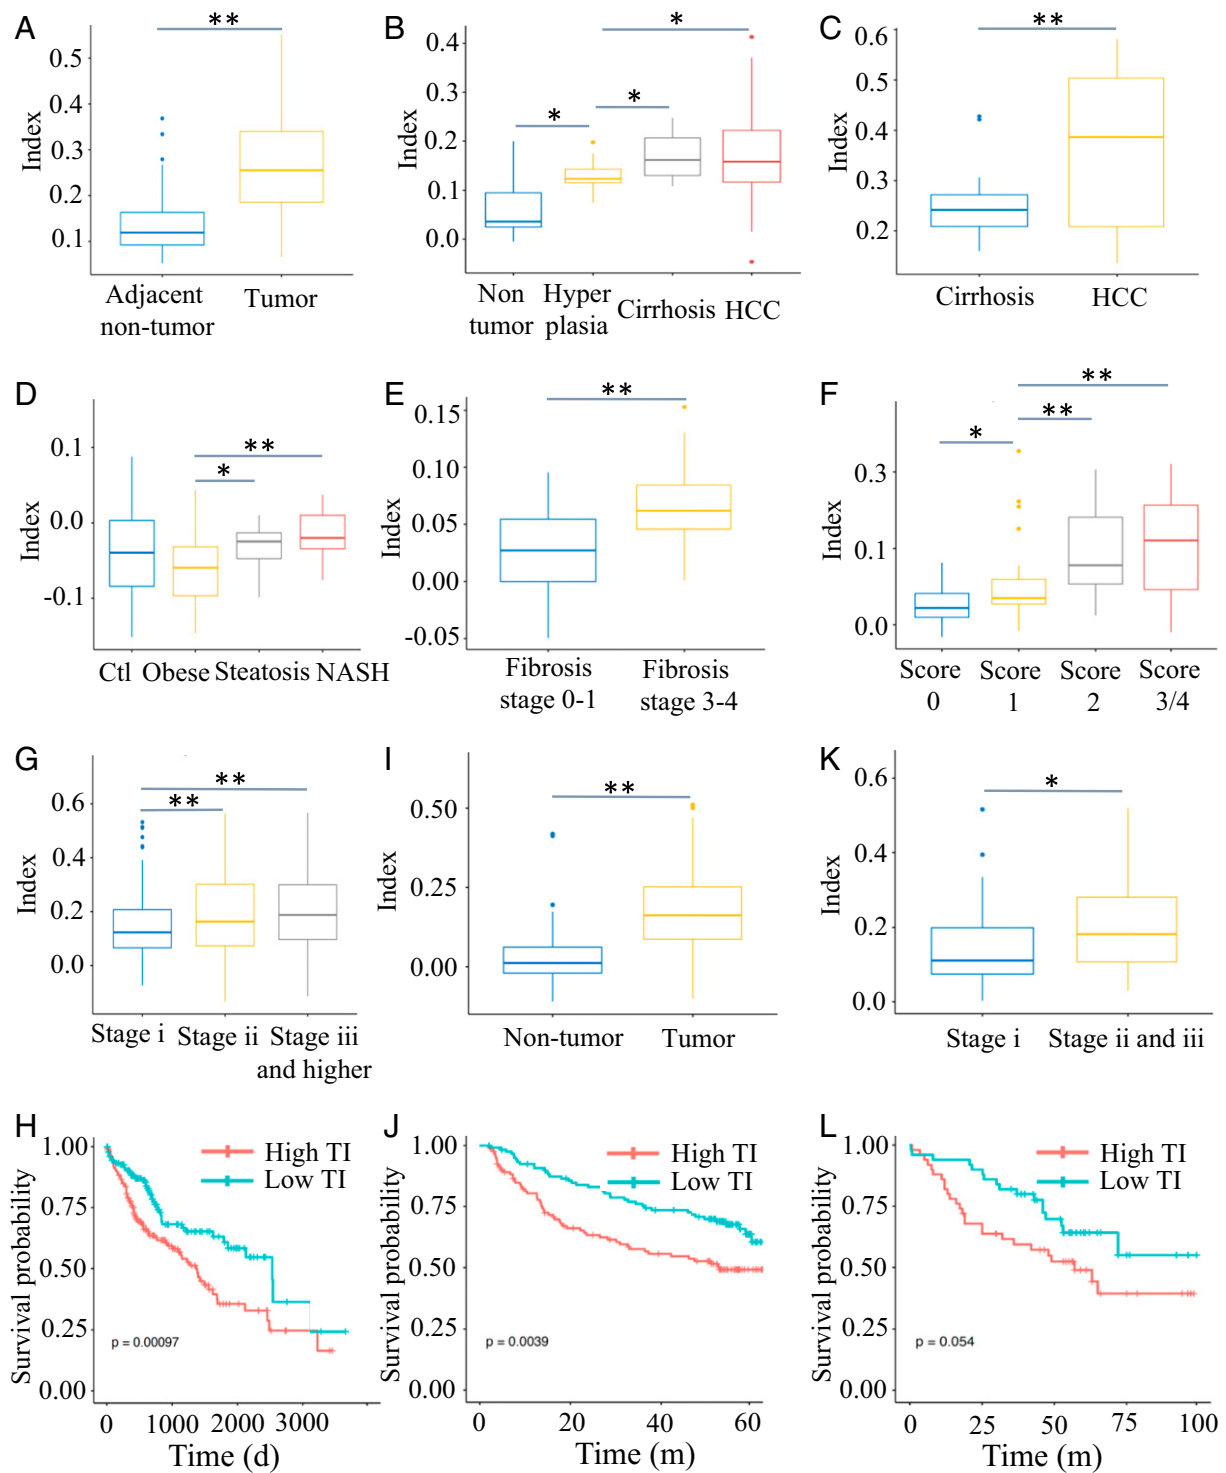 A
**
Index
0.5
0.4
0.3
0.2
0.1
Adjacent
non-tumor
Tumor
B
*
*
*
Index
0.4
0.3
0.2
0.1
0.0
Non
tumor
Hyper
plasia
Cirrhosis
HCC
C
**
Index
0.6
0.5
0.4
0.3
0.2
Cirrhosis
HCC
D
**
*
Index
0.1
0.0
-0.1
Ctl
Obese
Steatosis
NASH
E
**
Index
0.15
0.10
0.05
0.00
-0.05
Fibrosis
stage 0-1
Fibrosis
stage 3-4
F
**
**
*
Index
0.3
0.1
0.0
Score
0
Score
1
Score
2
Score
3/4
G
**
**
Index
0.6
0.4
0.2
0.0
Stage i
Stage ii
Stage iii
and higher
I
**
Index
0.50
0.25
0.00
Non-tumor
Tumor
K
*
Index
0.6
0.4
0.2
0.0
Stage i
Stage ii and iii
H
Survival probability
1.00
0.75
0.50
0.25
0.00
High TI
Low TI
p = 0.00097
0
1000
2000
3000
Time (d)
J
Survival probability
1.00
0.75
0.50
0.25
0.00
High TI
Low TI
p = 0.0039
0
20
40
60
Time (m)
L
Survival probability
1.00
0.75
0.50
0.25
0.00
High TI
Low TI
p = 0.054
0
25
50
75
100
Time (m)